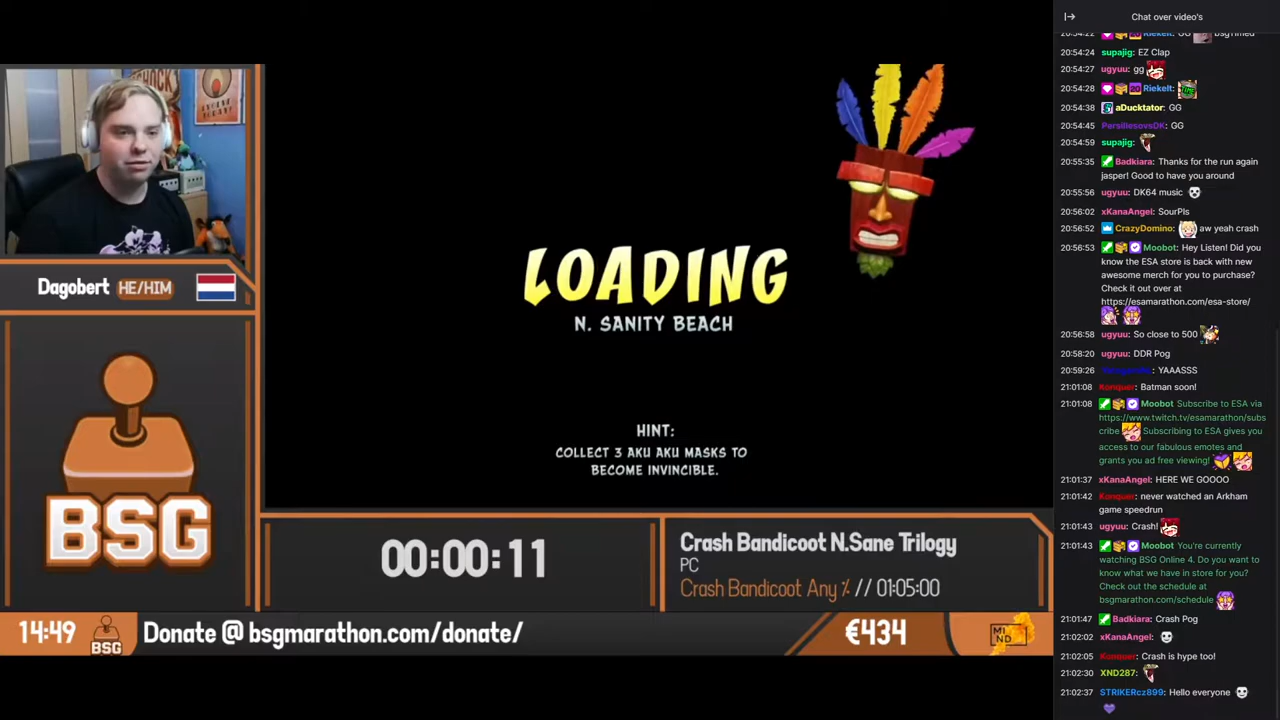 Dagobert HE/HIM
BSG
LOADING
N. SANITY BEACH
HINT:
COLLECT 3 AKU AKU MASKS TO
BECOME INVINCIBLE.
00:00:11
Crash Bandicoot N.Sane Trilogy
PC
Crash Bandicoot Any % // 01:05:00
14:49
BSG
Donate @ bsgmarathon.com/donate/
€434
MIND
Chat over video's
20:54:22 Riekelt: GG bsgTimed
20:54:24 supajig: EZ Clap
20:54:27 ugyuu: gg
20:54:28 Riekelt:
20:54:38 aDucktator: GG
20:54:45 PersillesovsDK: GG
20:54:59 supajig:
20:55:35 Badkiara: Thanks for the run again
jasper! Good to have you around
20:55:56 ugyuu: DK64 music
20:56:02 xKanaAngel: SourPls
20:56:52 CrazyDomino: aw yeah crash
20:56:53 Moobot: Hey Listen! Did you
know the ESA store is back with new
awesome merch for you to purchase?
Check it out over at
https://esamarathon.com/esa-store/
20:56:58 ugyuu: So close to 500
20:58:20 ugyuu: DDR Pog
20:59:26 YAAASSS
21:01:08 Konquer: Batman soon!
21:01:08 Moobot Subscribe to ESA via
https://www.twitch.tv/esamarathon/subs
cribe Subscribing to ESA gives you
access to our fabulous emotes and
grants you ad free viewing!
21:01:37 xKanaAngel: HERE WE GOOOO
21:01:42 Konquer: never watched an Arkham
game speedrun
21:01:43 ugyuu: Crash!
21:01:43 Moobot You're currently
watching BSG Online 4. Do you want to
know what we have in store for you?
Check out the schedule at
bsgmarathon.com/schedule
21:01:47 Badkiara: Crash Pog
21:02:02 xKanaAngel:
21:02:05 Konquer: Crash is hype too!
21:02:30 XND287:
21:02:37 STRIKERcz899: Hello everyone